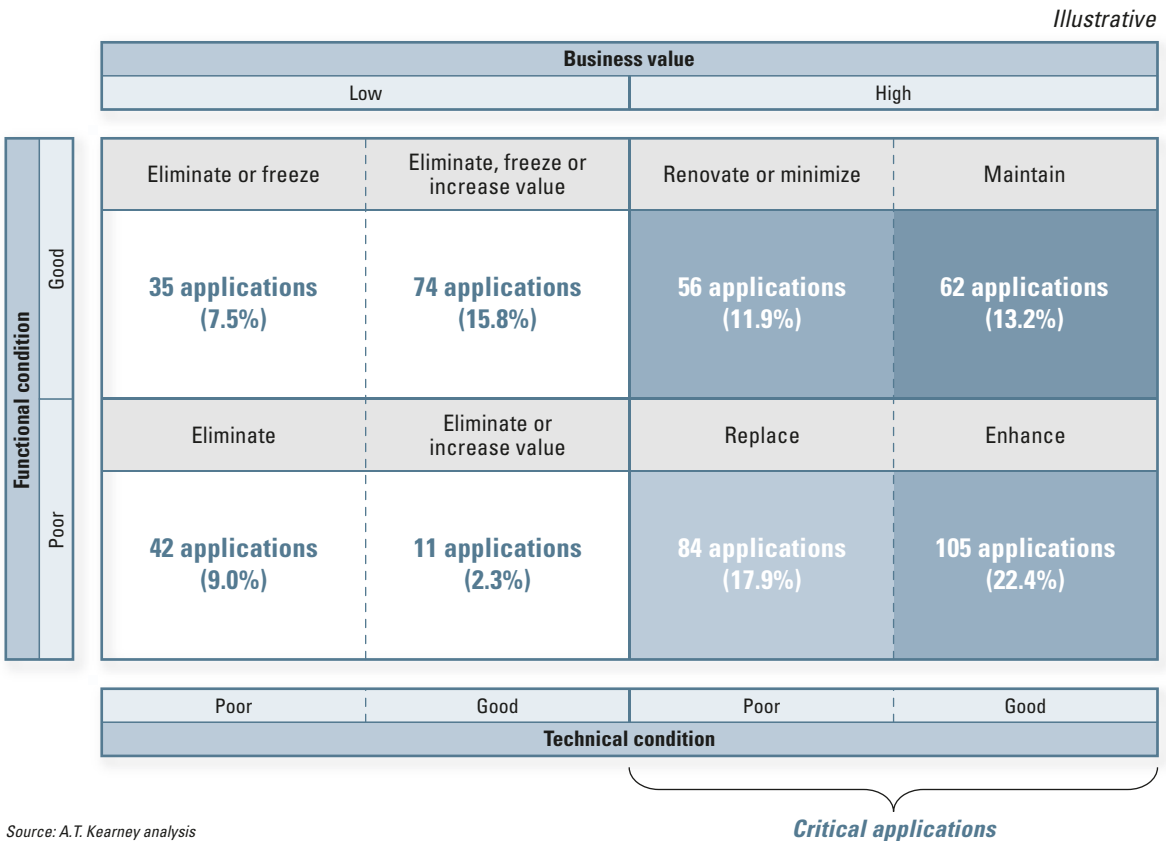 Illustrative
Business value
Low
High
Functional condition
Good
Eliminate or freeze
Eliminate, freeze or
increase value
Renovate or minimize
Maintain
35 applications
(7.5%)
74 applications
(15.8%)
56 applications
(11.9%)
62 applications
(13.2%)
Poor
Eliminate
Eliminate or
increase value
Replace
Enhance
42 applications
(9.0%)
11 applications
(2.3%)
84 applications
(17.9%)
105 applications
(22.4%)
Poor
Good
Poor
Good
Technical condition
Source: A.T. Kearney analysis
Critical applications